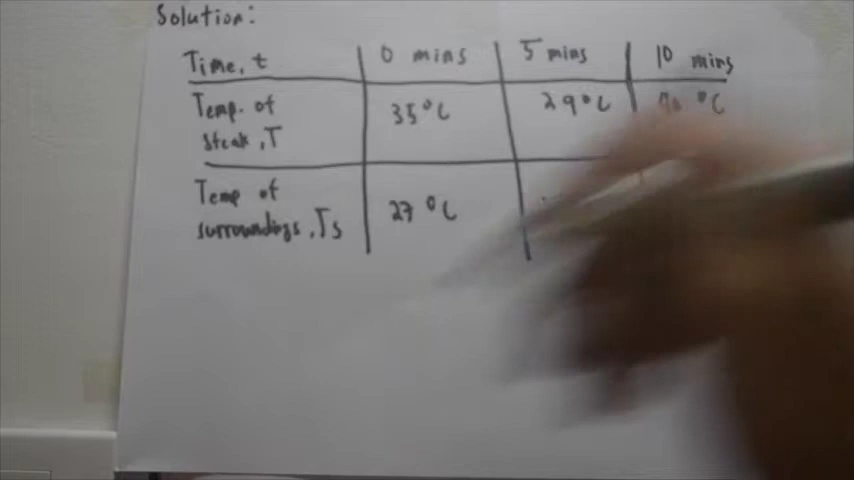 Solution:
Time, t 0 mins 5 mins 10 mins
Temp. of
steak, T 35°C 29°C °C
Temp of
surroundings, Ts 27 °C